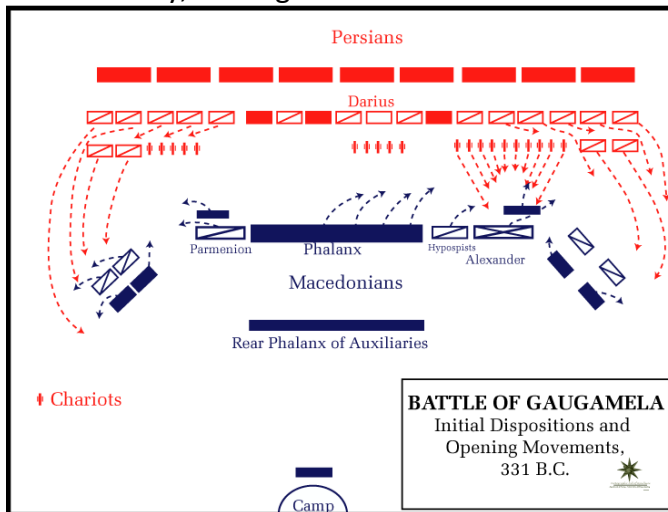 Persians
Darius
Parmenion
Phalanx
Hypospists
Alexander
Macedonians
Rear Phalanx of Auxiliaries
Chariots
BATTLE OF GAUGAMELA
Initial Dispositions and
Opening Movements,
331 B.C.
Camp